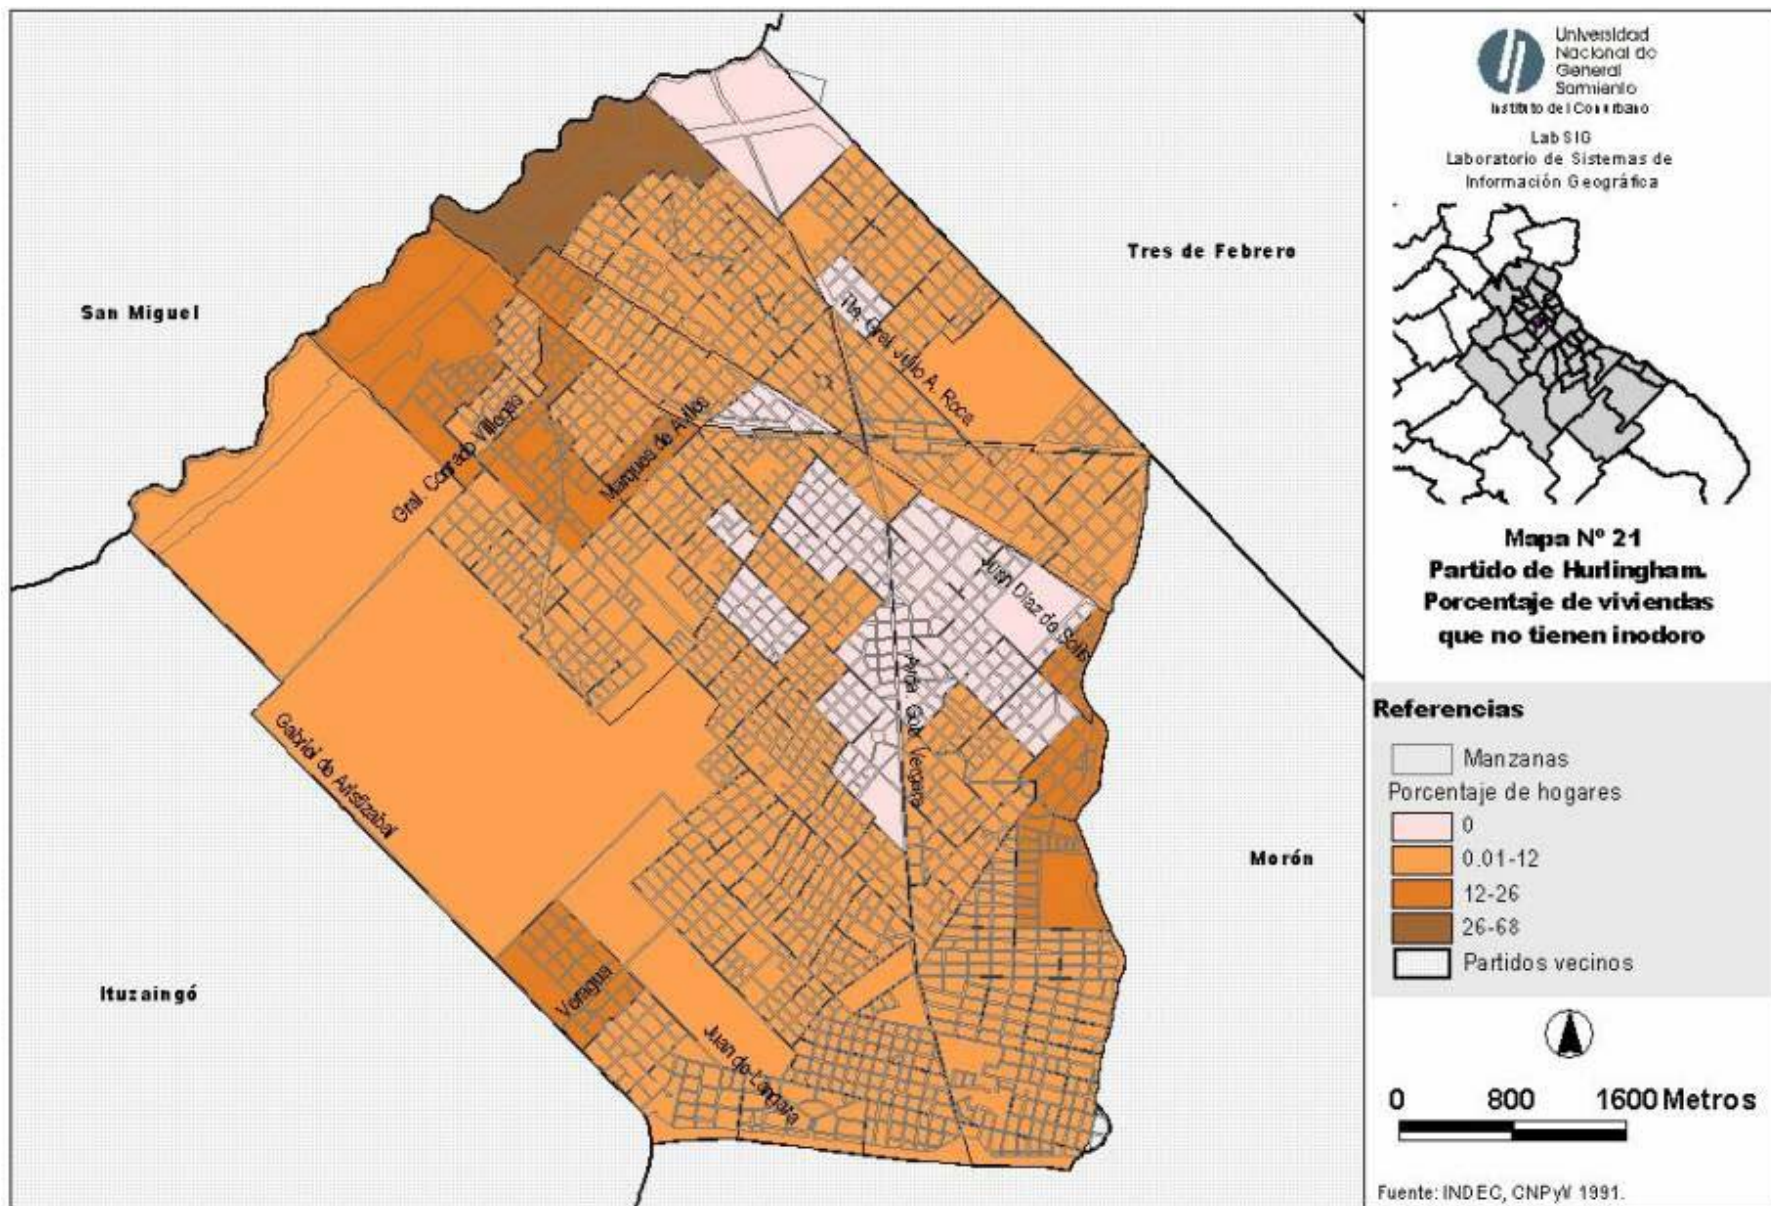 Universidad
Nacional de
General
Sarmiento
Instituto del Conurbano
Lab SIG
Laboratorio de Sistemas de
Información Geográfica
Mapa Nº 21
Partido de Hurlingham.
Porcentaje de viviendas
que no tienen inodoro
Referencias
Manzanas
Porcentaje de hogares
0
0.01-12
12-26
26-68
Partidos vecinos
0 800 1600 Metros
Fuente: INDEC, CNPyV 1991.
San Miguel
Tres de Febrero
Morón
Ituzaingó
Tte. Gral. Julio A. Roca
Marques de Aviles
Gral. Conrado Villegas
Juan Diaz de Solis
Avda. Gob. Vergara
Gabriel de Aristizabal
Veragua
Juan de Langara